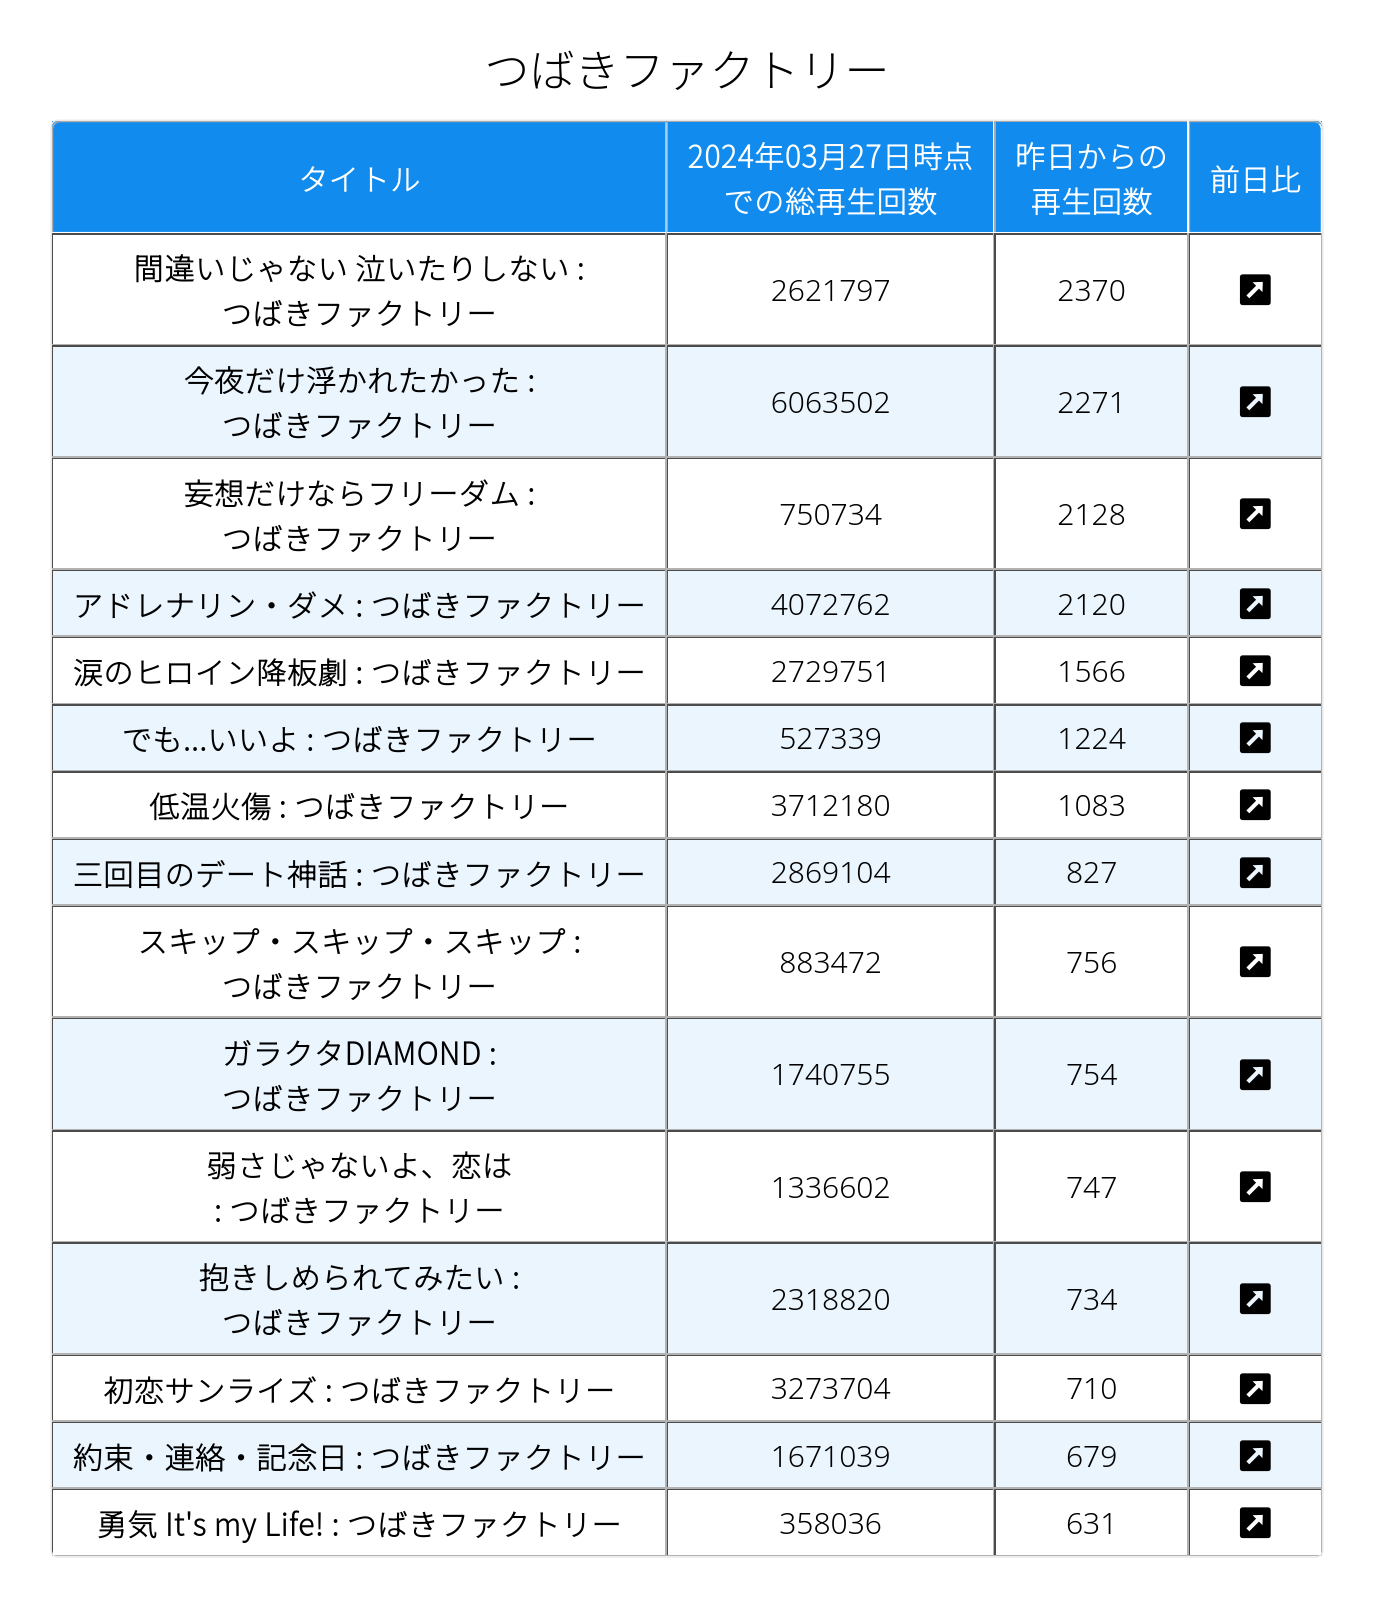 つばきファクトリー
タイトル
2024年03月27日時点
での総再生回数
昨日からの
再生回数
前日比
間違いじゃない 泣いたりしない :
つばきファクトリー
2621797
2370
今夜だけ浮かれたかった :
つばきファクトリー
6063502
2271
妄想だけならフリーダム :
つばきファクトリー
750734
2128
アドレナリン・ダメ : つばきファクトリー
4072762
2120
涙のヒロイン降板劇 : つばきファクトリー
2729751
1566
でも...いいよ : つばきファクトリー
527339
1224
低温火傷 : つばきファクトリー
3712180
1083
三回目のデート神話 : つばきファクトリー
2869104
827
スキップ・スキップ・スキップ :
つばきファクトリー
883472
756
ガラクタDIAMOND :
つばきファクトリー
1740755
754
弱さじゃないよ、恋は
: つばきファクトリー
1336602
747
抱きしめられてみたい :
つばきファクトリー
2318820
734
初恋サンライズ : つばきファクトリー
3273704
710
約束・連絡・記念日 : つばきファクトリー
1671039
679
勇気 It's my Life! : つばきファクトリー
358036
631